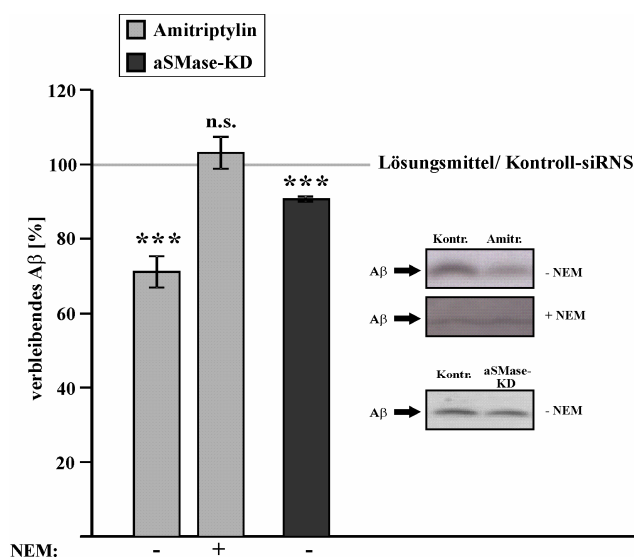 Amitriptylin
aSMase-KD
120
100
80
60
40
20
verbleibendes Aβ [%]
n.s.
***
***
Lösungsmittel/ Kontroll-siRNS
Kontr. Amitr.
Aβ - NEM
Aβ + NEM
Kontr. aSMase-
KD
Aβ - NEM
NEM: - + -